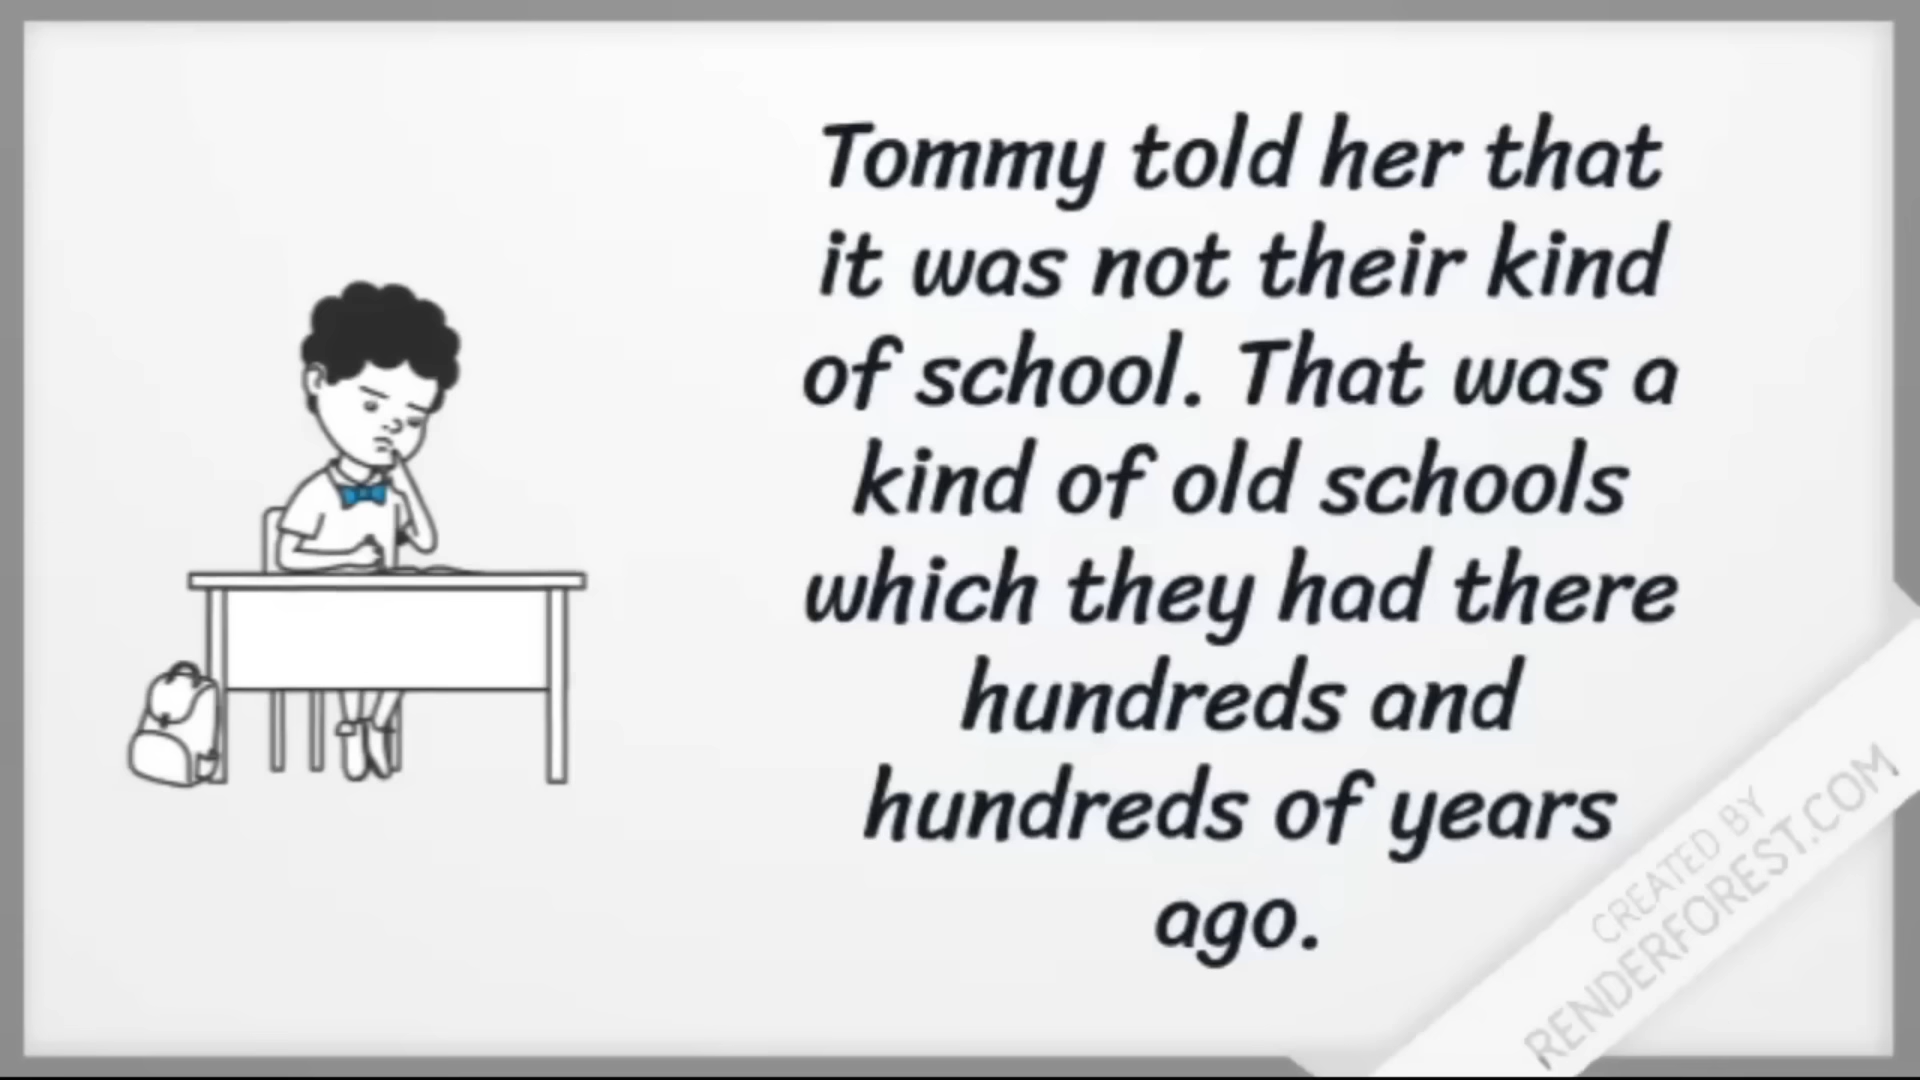 Tommy told her that
it was not their kind
of school. That was a
kind of old schools
which they had there
hundreds and
hundreds of years
ago.
CREATED BY
RENDERFOREST.COM